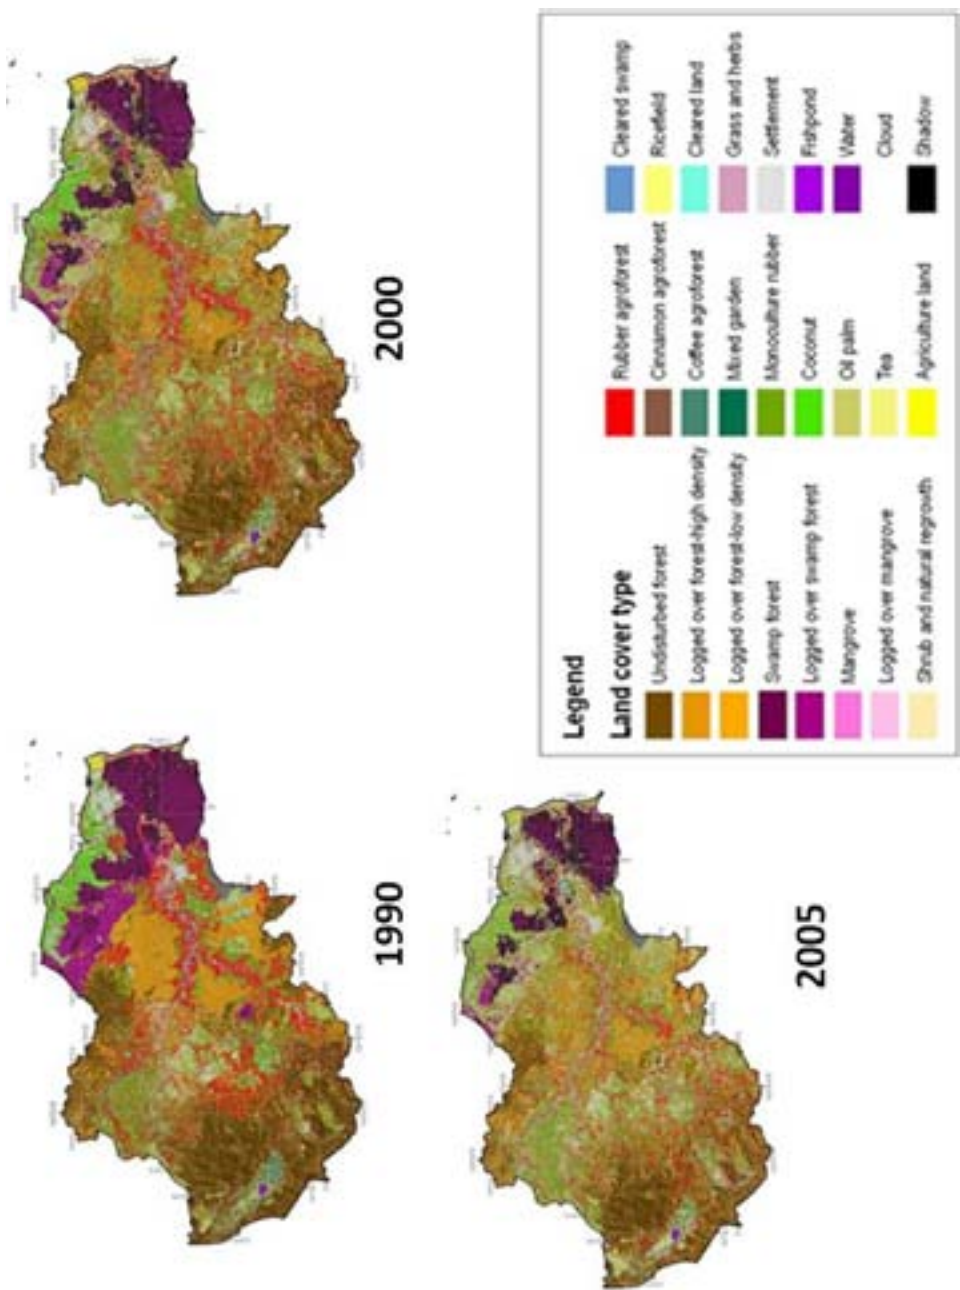 1990
2000
2005
Legend
Land cover type
Undisturbed forest
Logged over forest-high density
Logged over forest-low density
Swamp forest
Logged over swamp forest
Mangrove
Logged over mangrove
Shrub and natural regrowth
Rubber agroforest
Cinnamon agroforest
Coffee agroforest
Mixed garden
Monoculture rubber
Coconut
Oil palm
Tea
Agriculture land
Cleared swamp
Ricefield
Cleared land
Grass and herbs
Settlement
Fishpond
Water
Cloud
Shadow